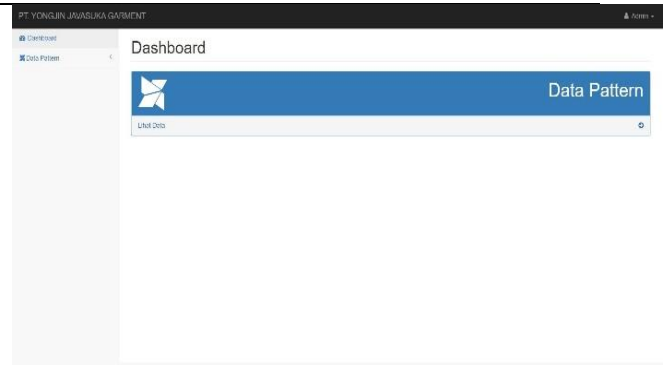 PT. YONGJIN JAVASUKA GARMENT
Admin
Dashboard
Data Pattern
Dashboard
Data Pattern
Lihat Data